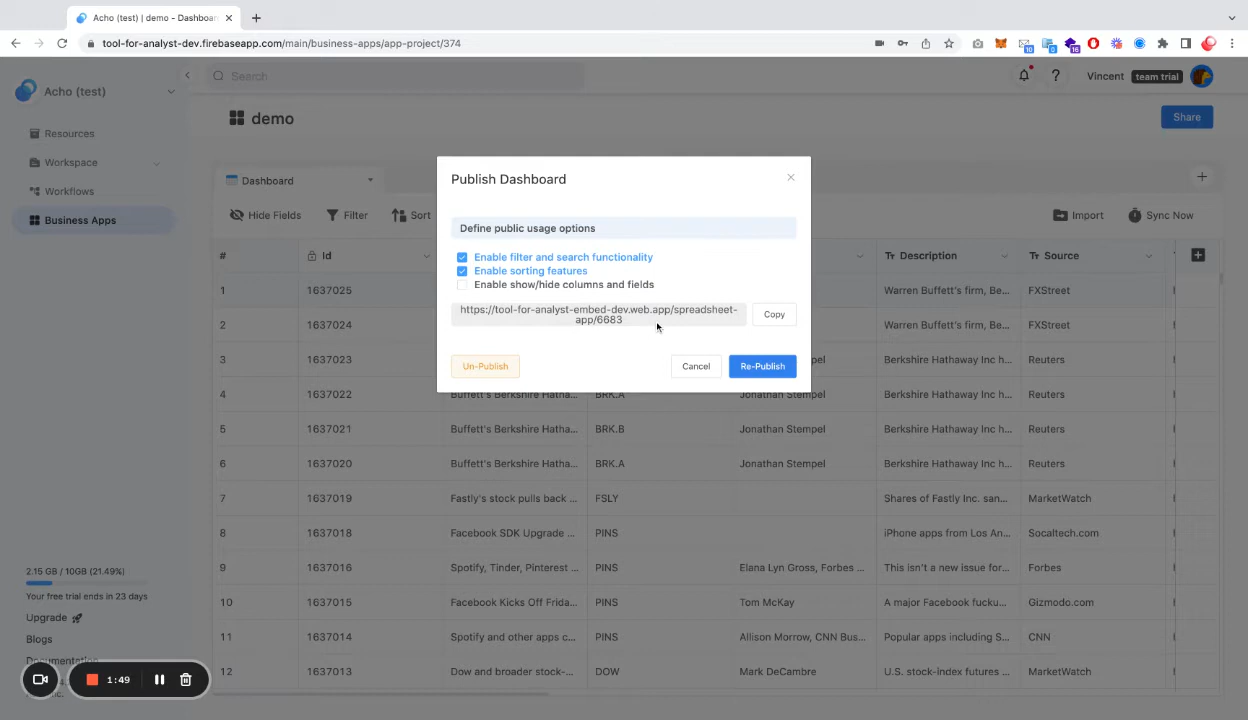 Acho (test) | demo - Dashboar
tool-for-analyst-dev.firebaseapp.com/main/business-apps/app-project/374
10
6
16
Acho (test)
Search
Vincent
team trial
Resources
Workspace
Workflows
Business Apps
demo
Share
Dashboard
Hide Fields
Filter
Sort
Import
Sync Now
Publish Dashboard
Define public usage options
Enable filter and search functionality
Enable sorting features
Enable show/hide columns and fields
https://tool-for-analyst-embed-dev.web.app/spreadsheet-
app/6683
Copy
Un-Publish
Cancel
Re-Publish
# Id Tr Description Tr Source
1 1637025 Warren Buffett's firm, Be... FXStreet
2 1637024 Warren Buffett's firm, Be... FXStreet
3 1637023 Berkshire Hathaway Inc h... Reuters
4 1637022 Buffett's Berkshire Hatha... BRK.A Jonathan Stempel Berkshire Hathaway Inc h... Reuters
5 1637021 Buffett's Berkshire Hatha... BRK.B Jonathan Stempel Berkshire Hathaway Inc h... Reuters
6 1637020 Buffett's Berkshire Hatha... BRK.A Jonathan Stempel Berkshire Hathaway Inc h... Reuters
7 1637019 Fastly's stock pulls back ... FSLY Shares of Fastly Inc. san... MarketWatch
8 1637018 Facebook SDK Upgrade ... PINS iPhone apps from Los An... Socaltech.com
9 1637016 Spotify, Tinder, Pinterest ... PINS Elana Lyn Gross, Forbes ... This isn't a new issue for... Forbes
10 1637015 Facebook Kicks Off Frida... PINS Tom McKay A major Facebook fucku... Gizmodo.com
11 1637014 Spotify and other apps c... PINS Allison Morrow, CNN Bus... Popular apps including S... CNN
12 1637013 Dow and broader stock-... DOW Mark DeCambre U.S. stock-index futures ... MarketWatch
2.15 GB / 10GB (21.49%)
Your free trial ends in 23 days
Upgrade
Blogs
Documentation
1:49